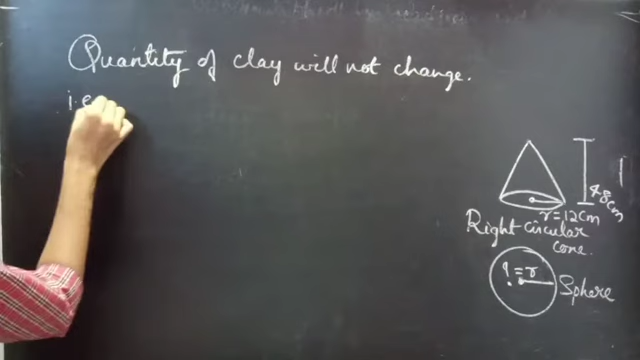 Quantity of clay will not change.
i.e
48cm
r=12cm
Right circular
cone.
? = r
Sphere